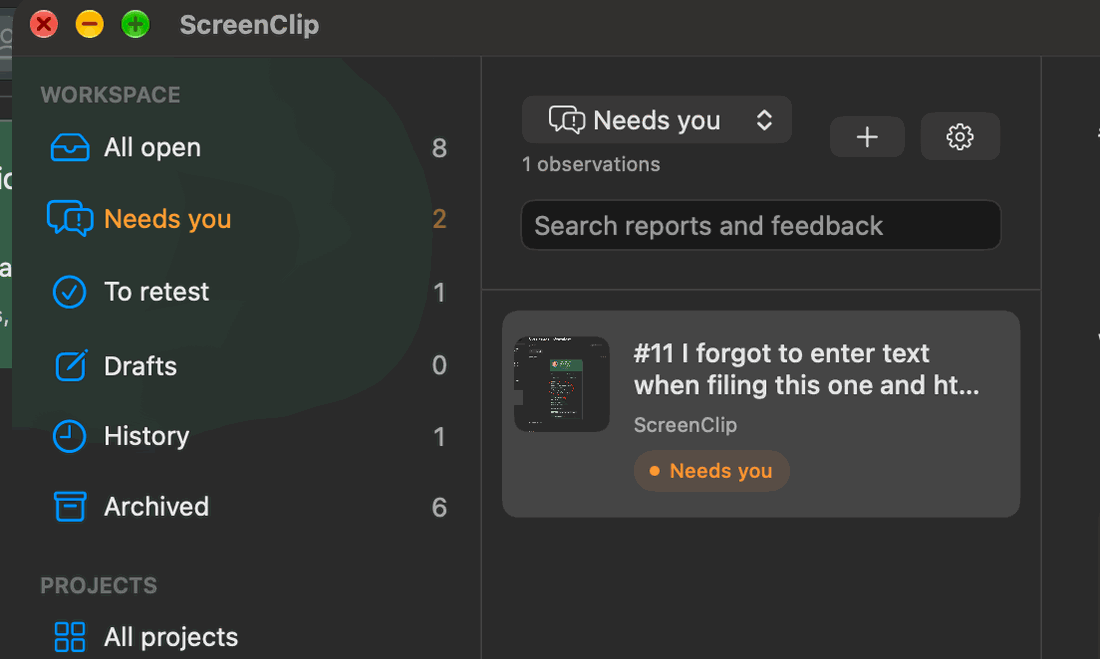 ScreenClip
WORKSPACE
All open 8
Needs you 2
To retest 1
Drafts 0
History 1
Archived 6
PROJECTS
All projects
Needs you
1 observations
Search reports and feedback
#11 I forgot to enter text
when filing this one and ht...
ScreenClip
Needs you